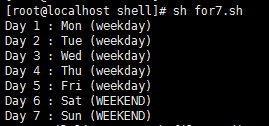 [root@localhost shell]# sh for7.sh
Day 1 : Mon (weekday)
Day 2 : Tue (weekday)
Day 3 : Wed (weekday)
Day 4 : Thu (weekday)
Day 5 : Fri (weekday)
Day 6 : Sat (WEEKEND)
Day 7 : Sun (WEEKEND)